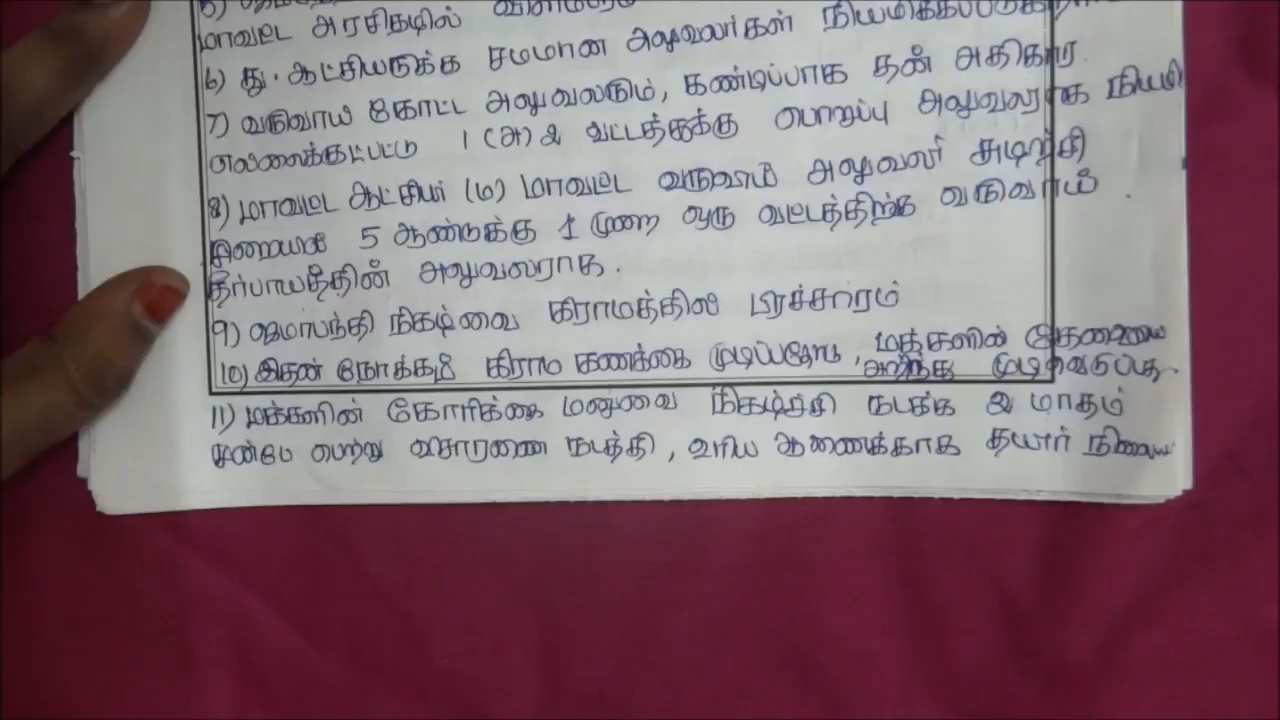 மாவட்ட அரசிதழில்
6) து.ஆட்சியருக்கு சமமான அலுவலர்கள் நியமிக்கப்படுகிறார்
7) வருவாய் கோட்ட அலுவலரும், கண்டிப்பாக தன் அதிகார
எல்லைக்குட்பட்டு 1 (அ) 2 வட்டத்துக்கு பொறுப்பு அலுவலராக நியமி
8) மாவட்ட ஆட்சியர் (ம) மாவட்ட வருவாய் அலுவலர் சுழற்சி
முறையில் 5 ஆண்டுக்கு 1 முறை ஒரு வட்டத்திற்கு வருவாய்
தீர்பாயத்தின் அலுவலராக.
9) ஜமாபந்தி நிகழ்வை கிராமத்தில் பிரச்சாரம்
10) இதன் நோக்கம் கிராம கணக்கை முடிப்பதோடு, மக்களின் தேவையை
அறிந்து முடிவெடுப்பது.
11) மக்களின் கோரிக்கை மனுவை நிகழ்ச்சி நடக்க 2 மாதம்
முன்பே பெற்று விசாரணை நடத்தி, உரிய ஆணைக்காக தயார் நிலை